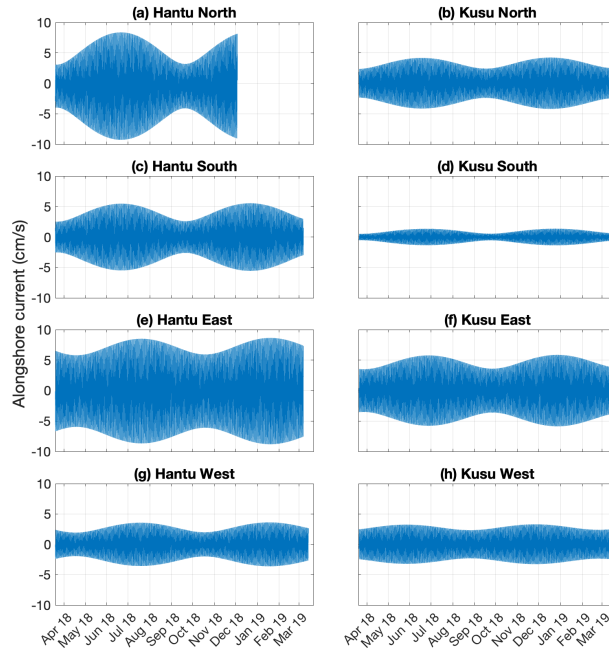 (a) Hantu North
(b) Kusu North
10
5
0
-5
-10
(c) Hantu South
(d) Kusu South
10
5
0
-5
-10
Alongshore current (cm/s)
(e) Hantu East
(f) Kusu East
10
5
0
-5
-10
(g) Hantu West
(h) Kusu West
10
5
0
-5
-10
Apr 18 May 18 Jun 18 Jul 18 Aug 18 Sep 18 Oct 18 Nov 18 Dec 18 Jan 19 Feb 19 Mar 19
Apr 18 May 18 Jun 18 Jul 18 Aug 18 Sep 18 Oct 18 Nov 18 Dec 18 Jan 19 Feb 19 Mar 19